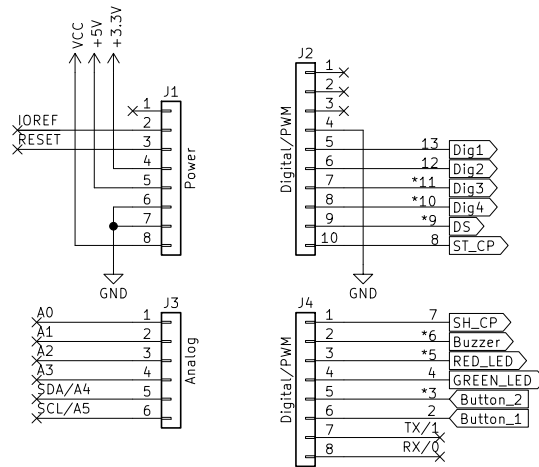 VCC
+5V
+3.3V
J1
1
IOREF 2
RESET 3
4
5
6
7
8
Power
GND
J2
1
2
3
4
5 13 Dig1
6 12 Dig2
7 *11 Dig3
8 *10 Dig4
9 *9 DS
10 8 ST_CP
Digital/PWM
GND
J3
A0 1
A1 2
A2 3
A3 4
SDA/A4 5
SCL/A5 6
Analog
J4
1 7 SH_CP
2 *6 Buzzer
3 *5 RED_LED
4 4 GREEN_LED
5 *3 Button_2
6 2 Button_1
7 TX/1
8 RX/0
Digital/PWM